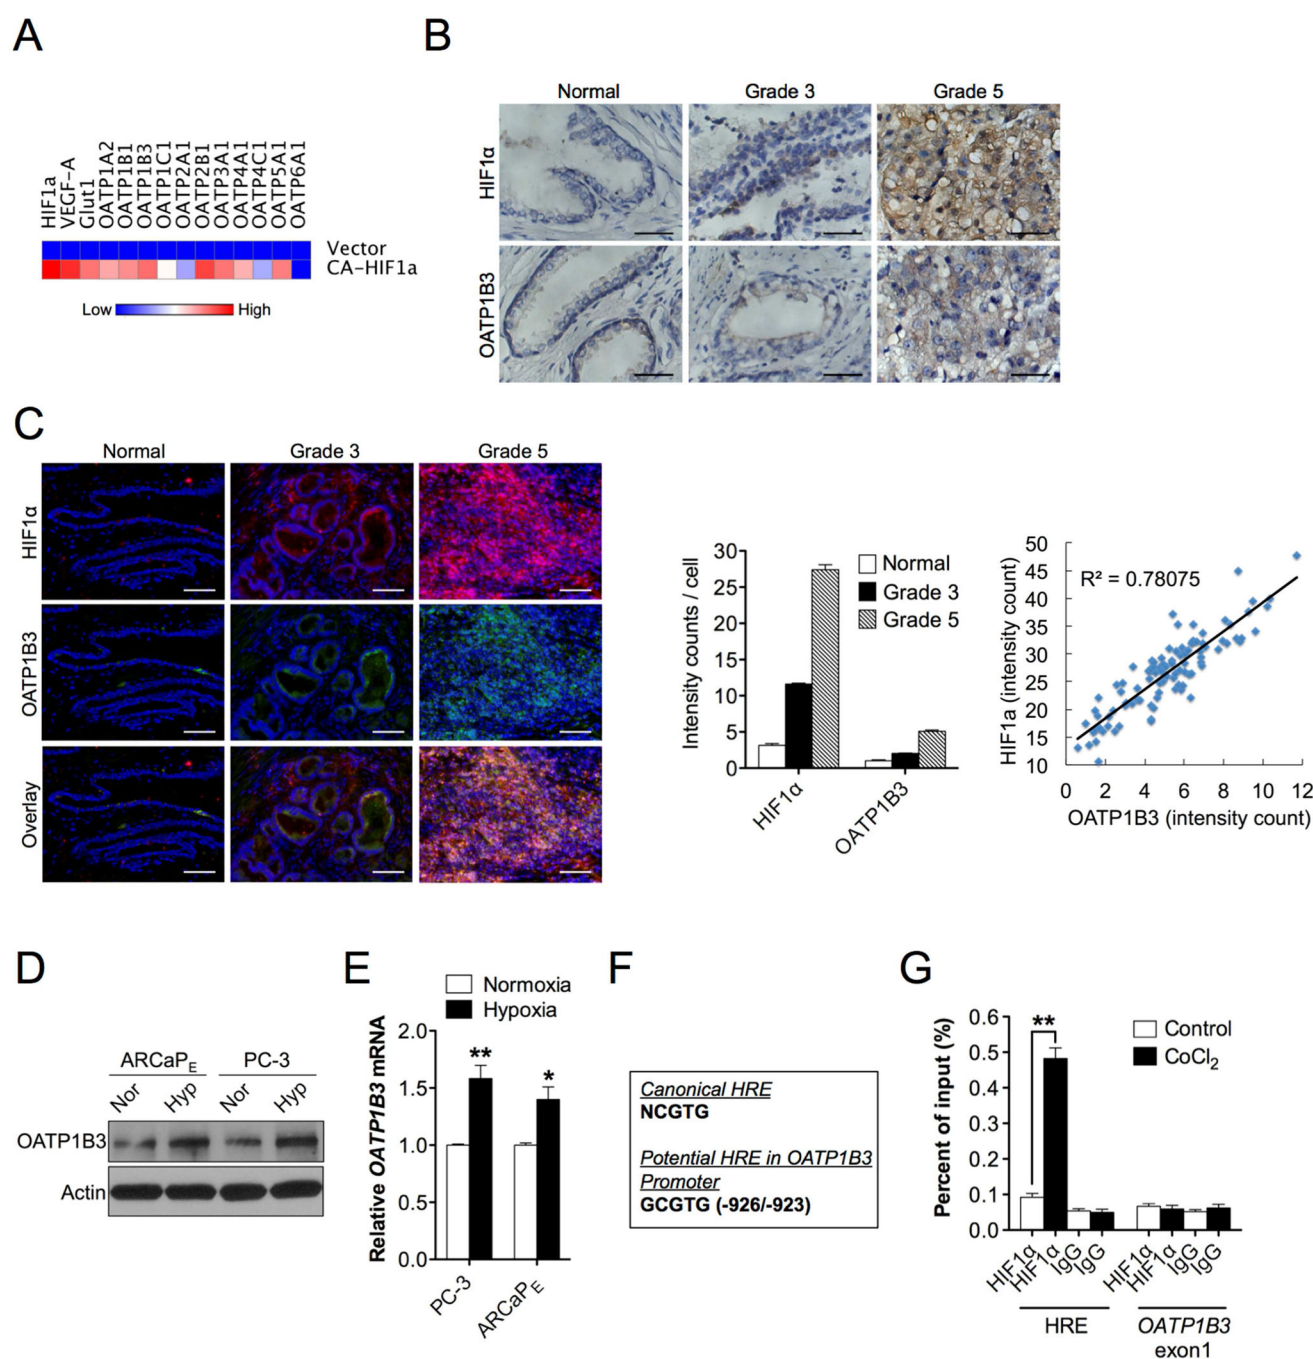 A
HIF1a
VEGF-A
Glut1
OATP1A2
OATP1B1
OATP1B3
OATP1C1
OATP2A1
OATP2B1
OATP3A1
OATP4A1
OATP4C1
OATP5A1
OATP6A1
Vector
CA-HIF1a
Low High
B
Normal Grade 3 Grade 5
HIF1α
OATP1B3
C
Normal Grade 3 Grade 5
HIF1α
OATP1B3
Overlay
Intensity counts / cell
30
25
20
15
10
5
0
Normal
Grade 3
Grade 5
HIF1α
OATP1B3
HIF1a (intensity count)
50
45
40
35
30
25
20
15
10
R² = 0.78075
0 2 4 6 8 10 12
OATP1B3 (intensity count)
D
ARCaP_E PC-3
Nor Hyp Nor Hyp
OATP1B3
Actin
E
Normoxia
Hypoxia
Relative OATP1B3 mRNA
2.0
1.5
1.0
0.5
0.0
** *
PC-3
ARCaP_E
F
Canonical HRE
NCGTG
Potential HRE in OATP1B3
Promoter
GCGTG (-926/-923)
G
Percent of input (%)
0.6
0.5
0.4
0.3
0.2
0.1
0.0
**
Control
CoCl₂
HIF1α HIF1α IgG IgG HIF1α HIF1α IgG IgG
HRE OATP1B3
exon1